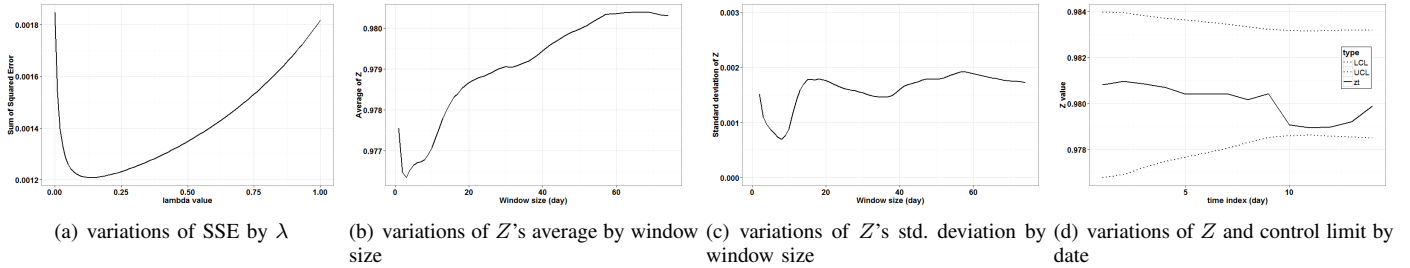 Sum of Squared Error
0.0018
0.0016
0.0014
0.0012
0.00
0.25
0.50
0.75
1.00
lambda value
(a) variations of SSE by λ
Average of Z
0.980
0.979
0.978
0.977
0
20
40
60
Window size (day)
(b) variations of Z's average by window
size
Standard deviation of Z
0.003
0.002
0.001
0.000
0
20
40
60
Window size (day)
(c) variations of Z's std. deviation by
window size
Z value
0.984
0.982
0.980
0.978
5
10
time index (day)
type
LCL
UCL
zt
(d) variations of Z and control limit by
date